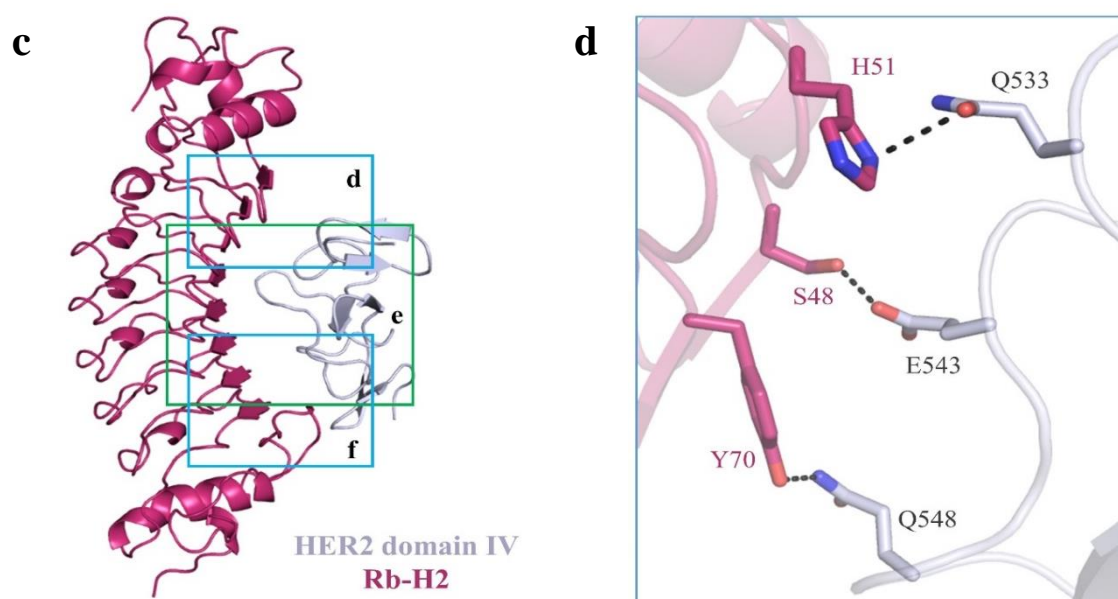 c
d
e
f
HER2 domain IV
Rb-H2
d
H51
Q533
S48
E543
Y70
Q548